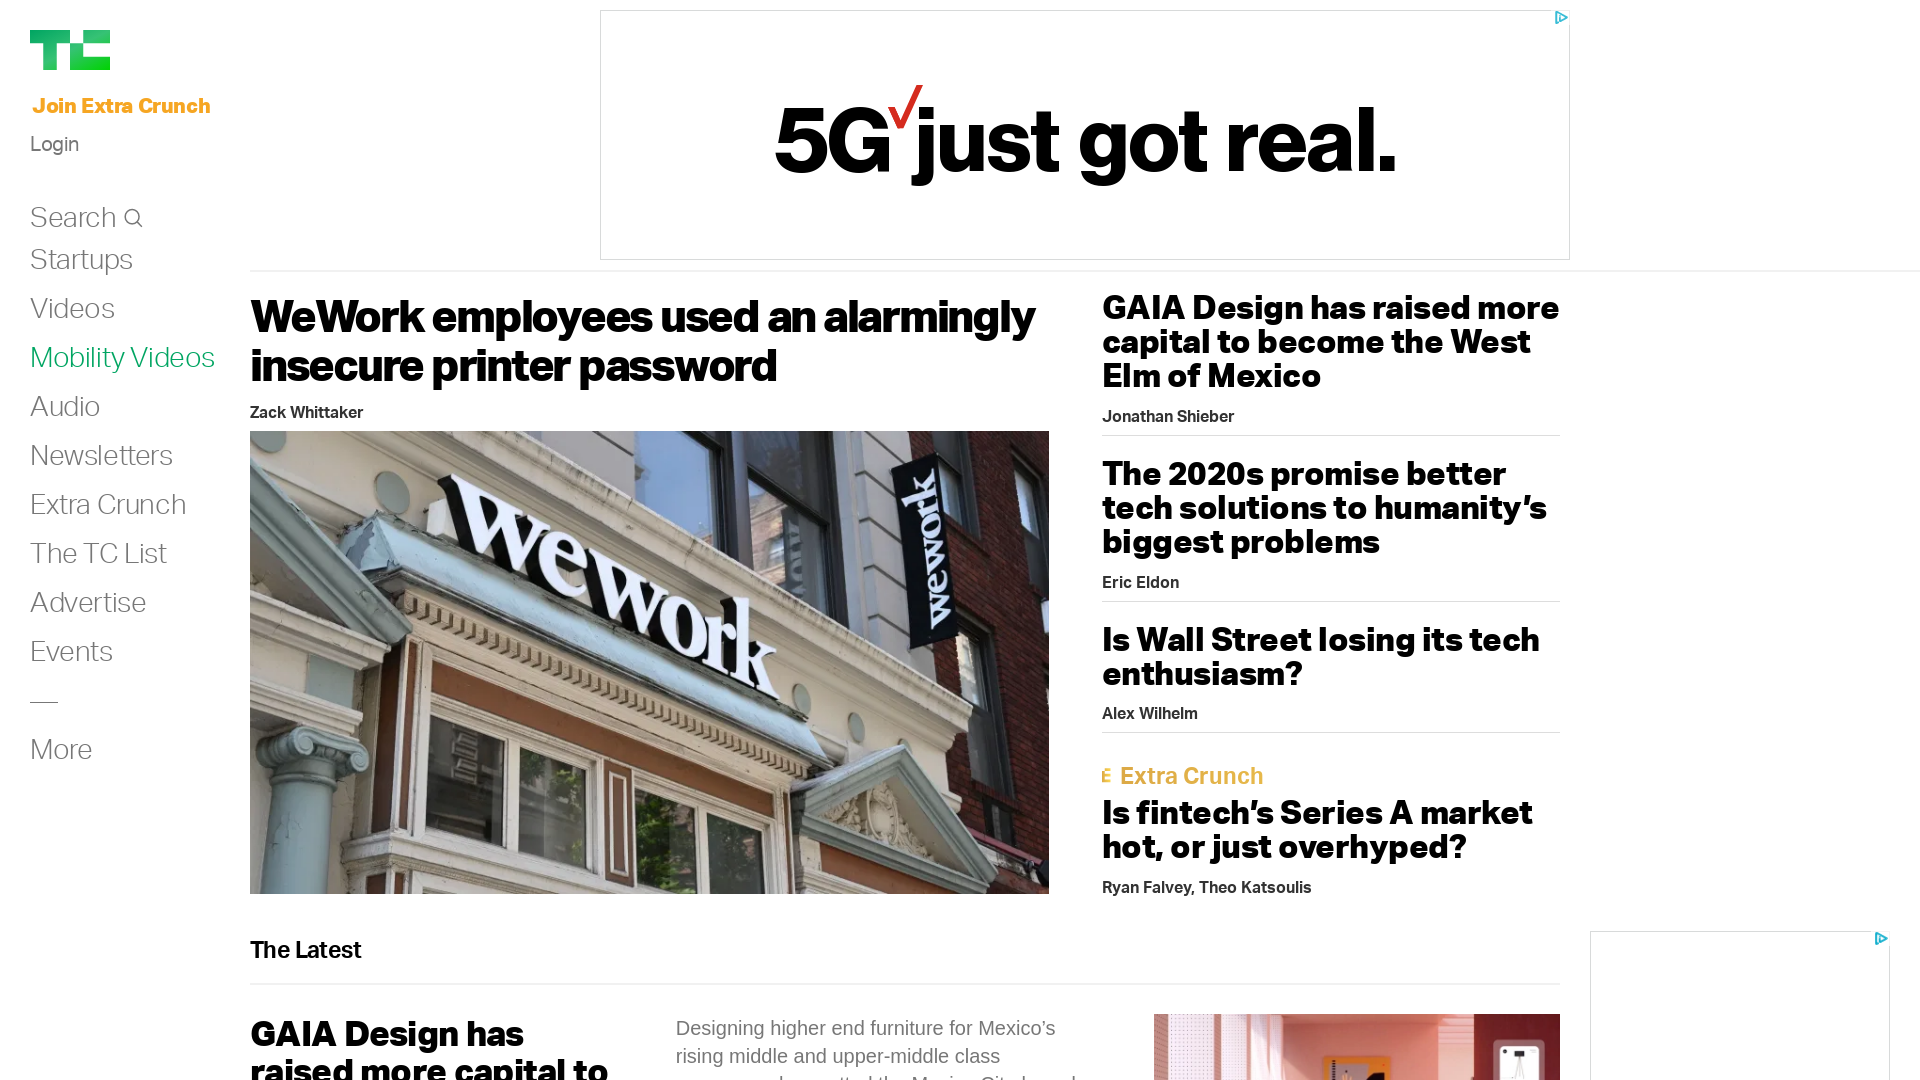 TC
Join Extra Crunch
Login
Search
Startups
Videos
Mobility Videos
Audio
Newsletters
Extra Crunch
The TC List
Advertise
Events
More
5G just got real.
WeWork employees used an alarmingly
insecure printer password
Zack Whittaker
wework
wework
GAIA Design has raised more
capital to become the West
Elm of Mexico
Jonathan Shieber
The 2020s promise better
tech solutions to humanity’s
biggest problems
Eric Eldon
Is Wall Street losing its tech
enthusiasm?
Alex Wilhelm
Extra Crunch
Is fintech’s Series A market
hot, or just overhyped?
Ryan Falvey, Theo Katsoulis
The Latest
GAIA Design has
raised more capital to
Designing higher end furniture for Mexico’s
rising middle and upper-middle class